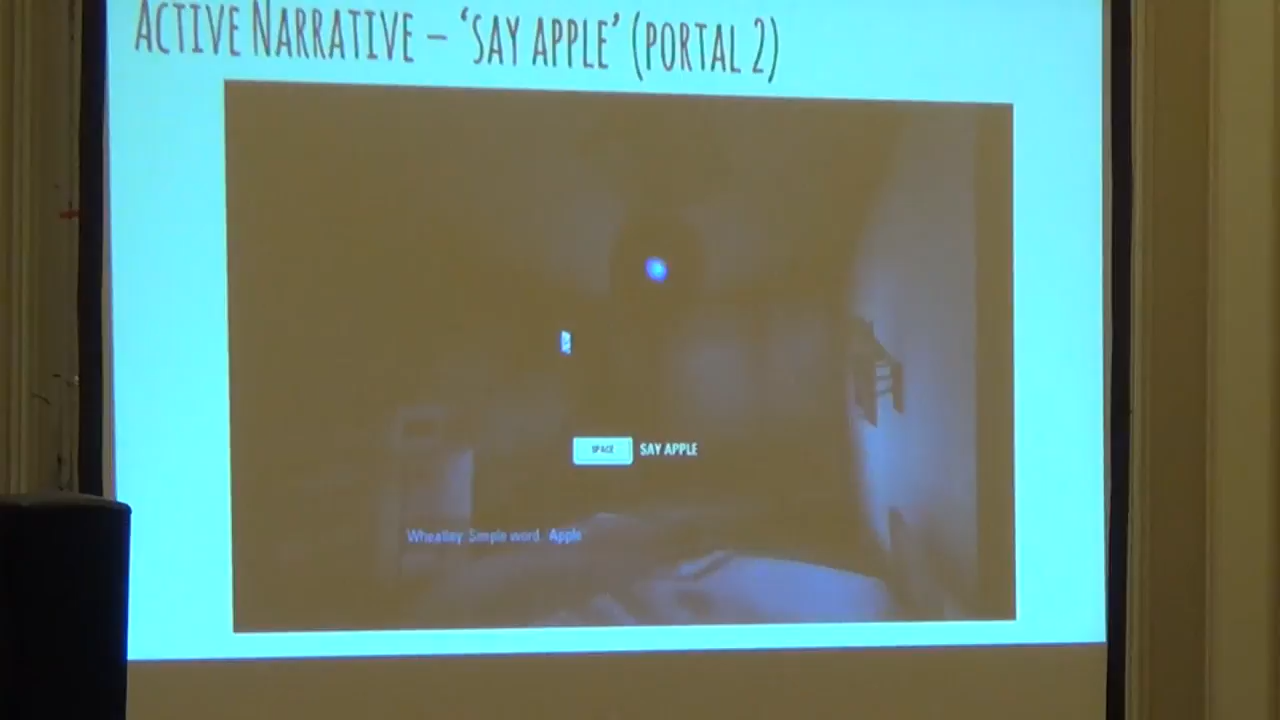 ACTIVE NARRATIVE – ‘SAY APPLE’ (PORTAL 2)
SPACE SAY APPLE
Wheatley: Simple word. Apple